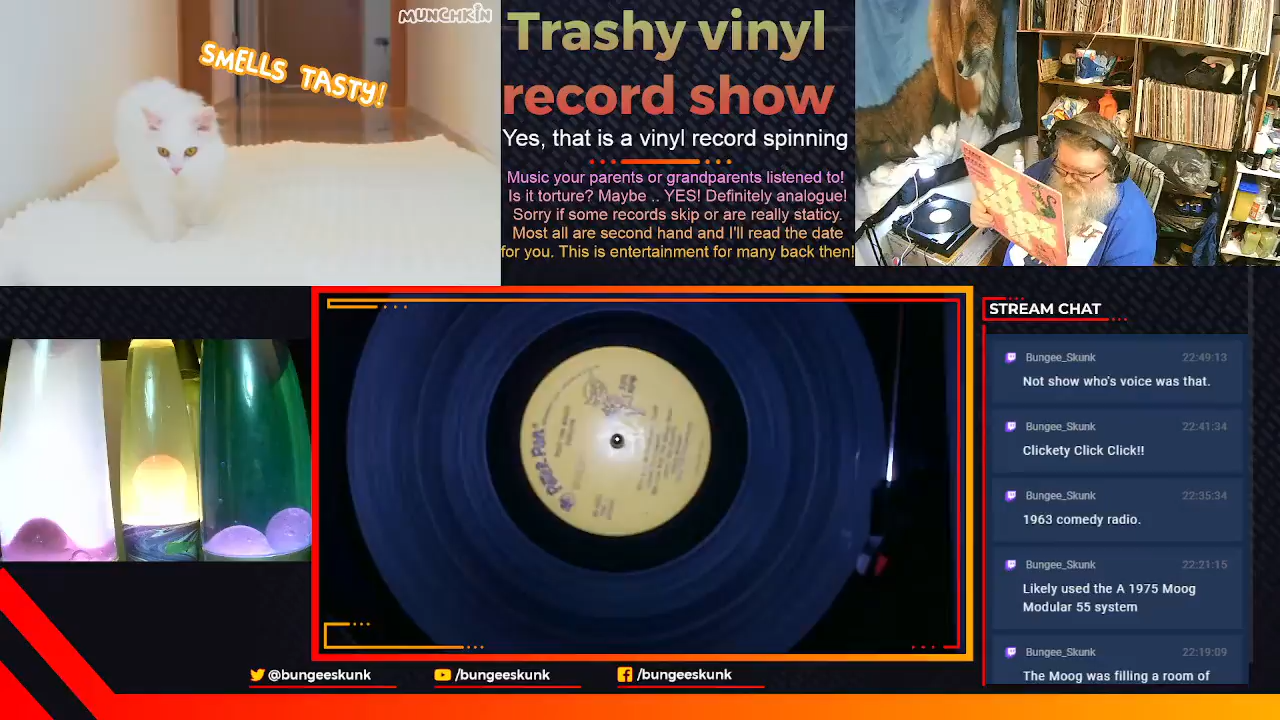 MUNCHKIN
SMELLS TASTY!
Trashy vinyl
record show
Yes, that is a vinyl record spinning
Music your parents or grandparents listened to!
Is it torture? Maybe .. YES! Definitely analogue!
Sorry if some records skip or are really staticy.
Most all are second hand and I'll read the date
for you. This is entertainment for many back then!
STREAM CHAT
Bungee_Skunk 22:49:13
Not show who's voice was that.
Bungee_Skunk 22:41:34
Clickety Click Click!!
Bungee_Skunk 22:35:34
1963 comedy radio.
Bungee_Skunk 22:21:15
Likely used the A 1975 Moog
Modular 55 system
Bungee_Skunk 22:19:09
The Moog was filling a room of
Peter Pan
@bungeeskunk
/bungeeskunk
/bungeeskunk